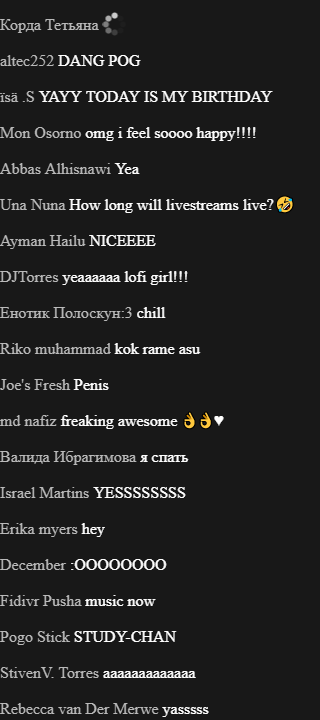 Корда Тетьяна
altec252 DANG POG
ïsä .S YAYY TODAY IS MY BIRTHDAY
Mon Osorno omg i feel soooo happy!!!!
Abbas Alhisnawi Yea
Una Nuna How long will livestreams live? 🤣
Ayman Hailu NICEEEE
DJTorres yeaaaaaa lofi girl!!!
Енотик Полоскун:3 chill
Riko muhammad kok rame asu
Joe's Fresh Penis
md nafiz freaking awesome 👌👌♥
Валида Ибрагимова я спать
Israel Martins YESSSSSSSS
Erika myers hey
December :OOOOOOOO
Fidivr Pusha music now
Pogo Stick STUDY-CHAN
StivenV. Torres aaaaaaaaaaaaa
Rebecca van Der Merwe yasssss